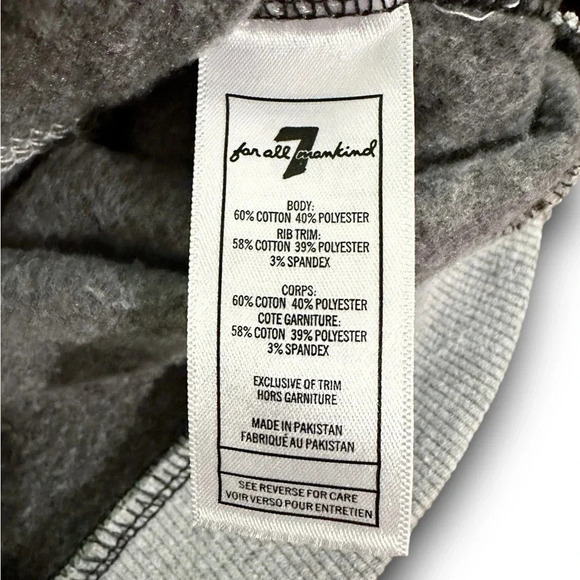 for all 7 mankind
BODY:
60% COTTON 40% POLYESTER
RIB TRIM:
58% COTTON 39% POLYESTER
3% SPANDEX
CORPS:
60% COTON 40% POLYESTER
COTE GARNITURE:
58% COTON 39% POLYESTER
3% SPANDEX
EXCLUSIVE OF TRIM
HORS GARNITURE
MADE IN PAKISTAN
FABRIQUÉ AU PAKISTAN
SEE REVERSE FOR CARE
VOIR VERSO POUR ENTRETIEN